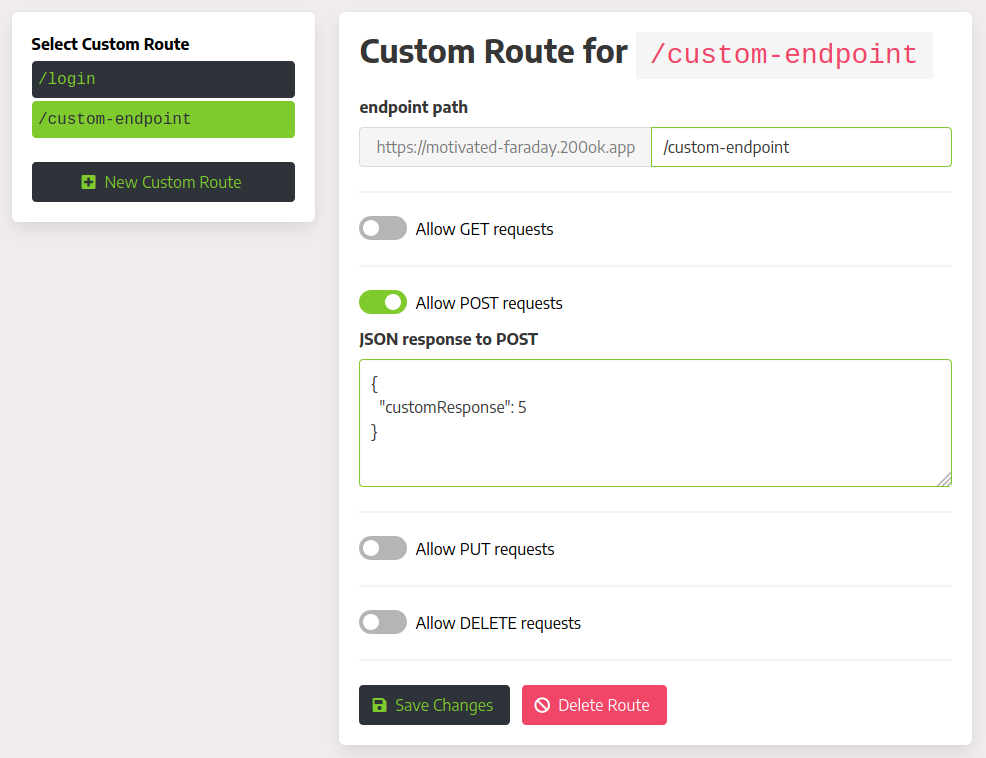 Select Custom Route
/login
/custom-endpoint
New Custom Route
Custom Route for /custom-endpoint
endpoint path
https://motivated-faraday.200ok.app /custom-endpoint
Allow GET requests
Allow POST requests
JSON response to POST
{
  "customResponse": 5
}
Allow PUT requests
Allow DELETE requests
Save Changes Delete Route